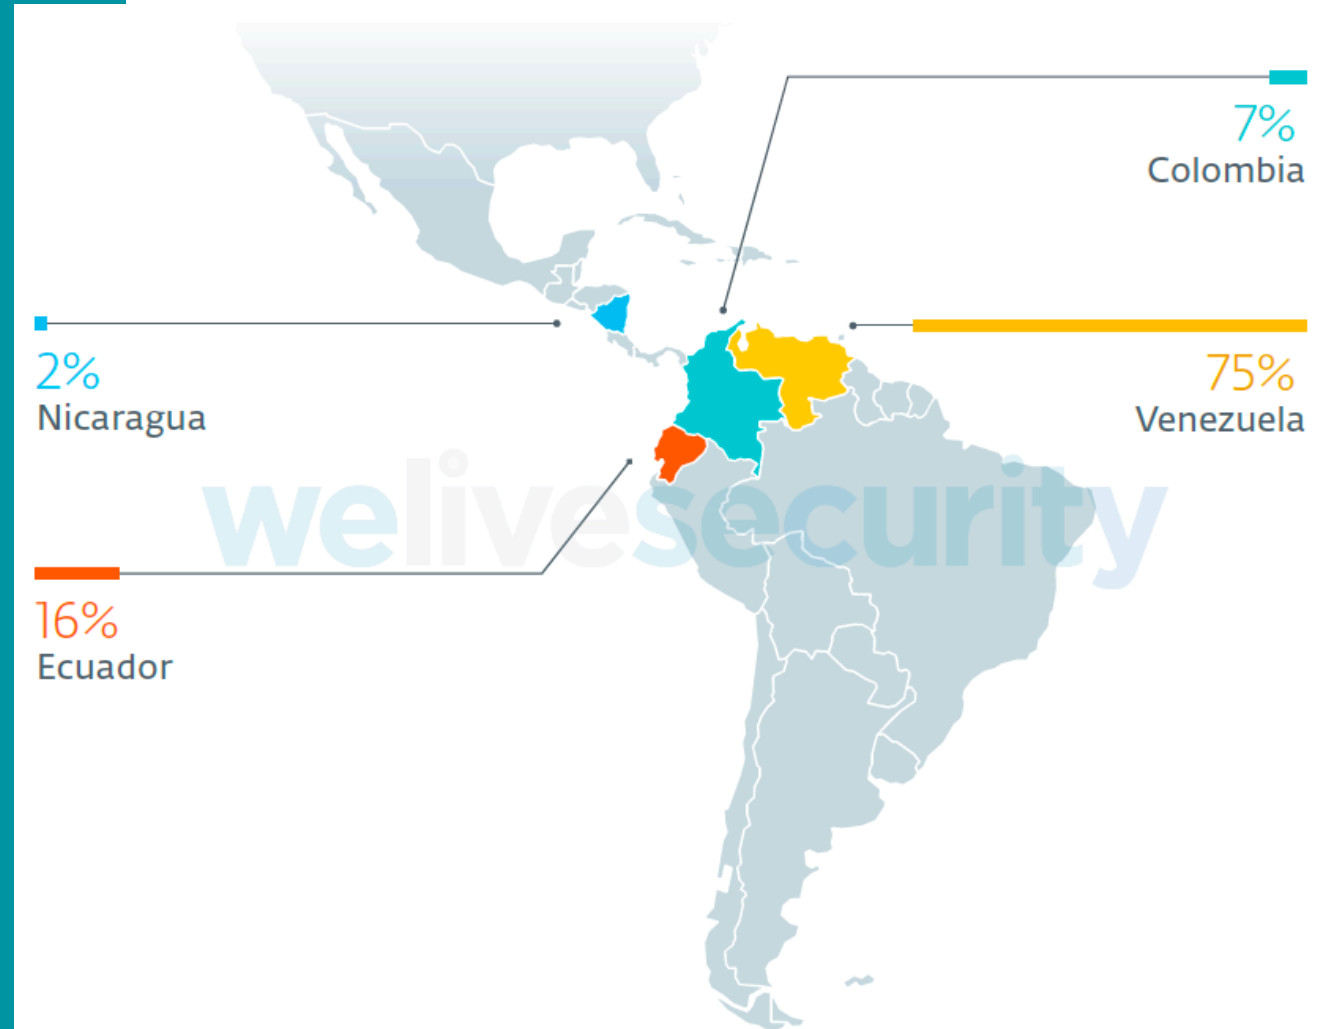 7%
Colombia
2%
Nicaragua
75%
Venezuela
welivesecurity
16%
Ecuador